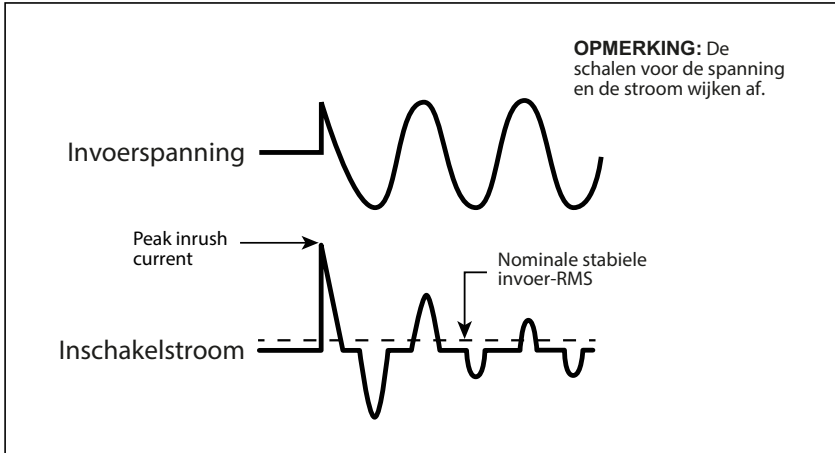 OPMERKING: De
schalen voor de spanning
en de stroom wijken af.
Invoerspanning
Peak inrush
current
Nominale stabiele
invoer-RMS
Inschakelstroom